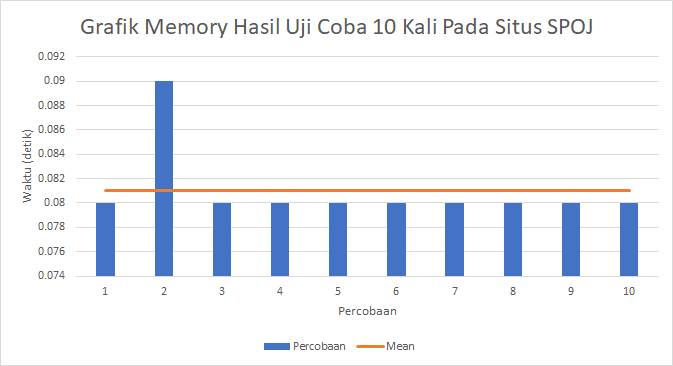 Grafik Memory Hasil Uji Coba 10 Kali Pada Situs SPOJ
Waktu (detik)
0.092
0.09
0.088
0.086
0.084
0.082
0.08
0.078
0.076
0.074
1 2 3 4 5 6 7 8 9 10
Percobaan
Percobaan Mean